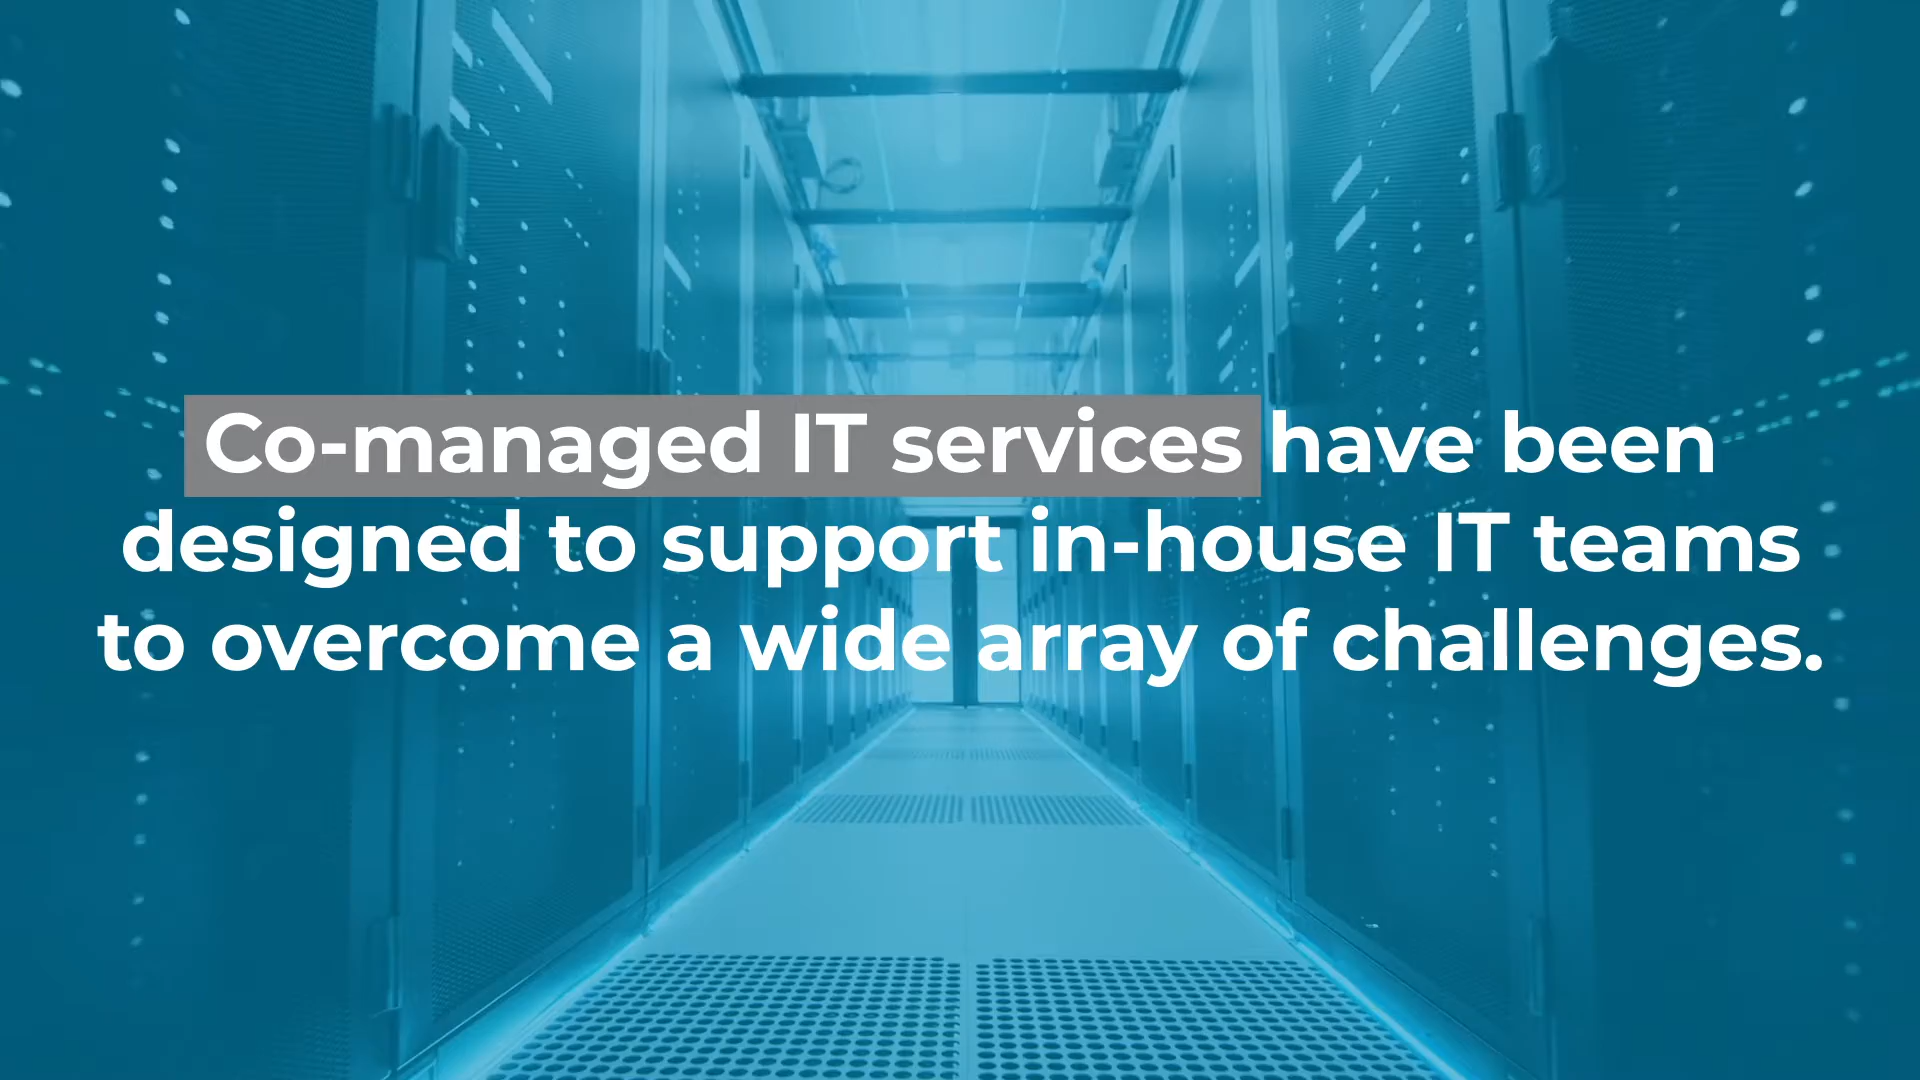 Co-managed IT services have been
designed to support in-house IT teams
to overcome a wide array of challenges.